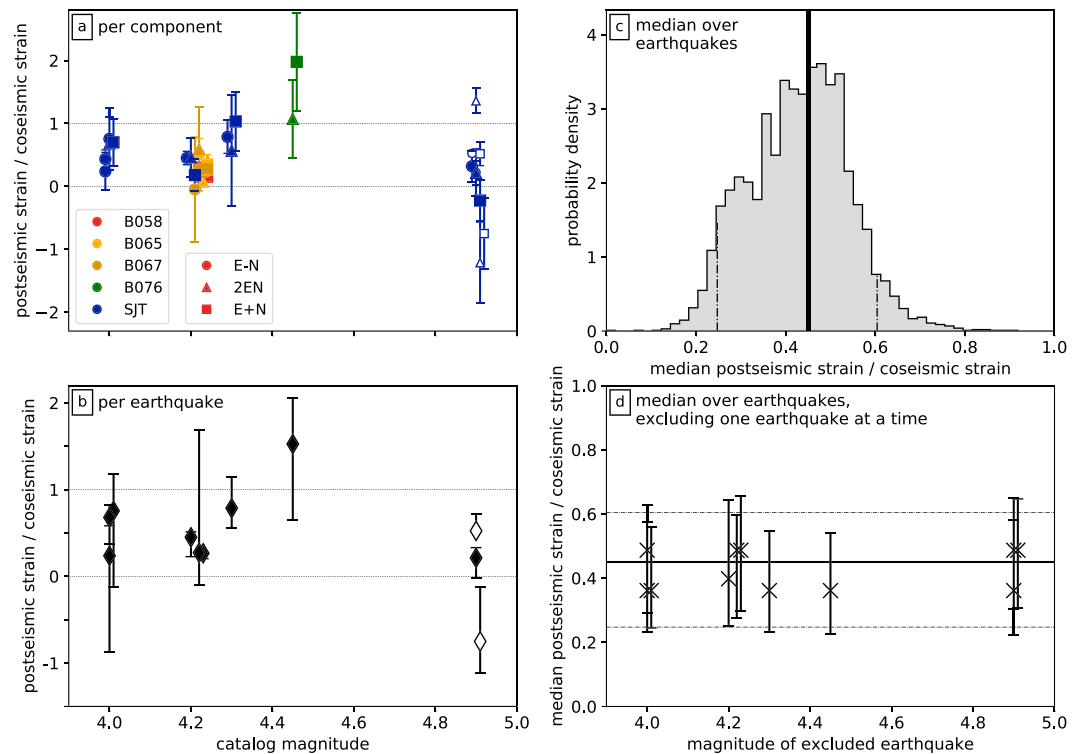 a per component
postseismic strain / coseismic strain
2
1
0
−1
−2
B058
B065
B067
B076
SJT
E-N
2EN
E+N
c median over
earthquakes
probability density
4
3
2
1
0
0.0 0.2 0.4 0.6 0.8 1.0
median postseismic strain / coseismic strain
b per earthquake
postseismic strain / coseismic strain
2
1
0
-1
4.0 4.2 4.4 4.6 4.8 5.0
catalog magnitude
d median over earthquakes,
excluding one earthquake at a time
median postseismic strain / coseismic strain
1.0
0.8
0.6
0.4
0.2
0.0
4.0 4.2 4.4 4.6 4.8 5.0
magnitude of excluded earthquake